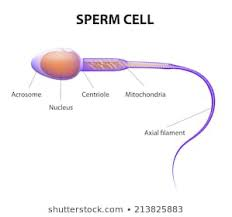 SPERM CELL
Acrosome
Nucleus
Centriole
Mitochondria
Axial filament
shutterstock.com • 213825883